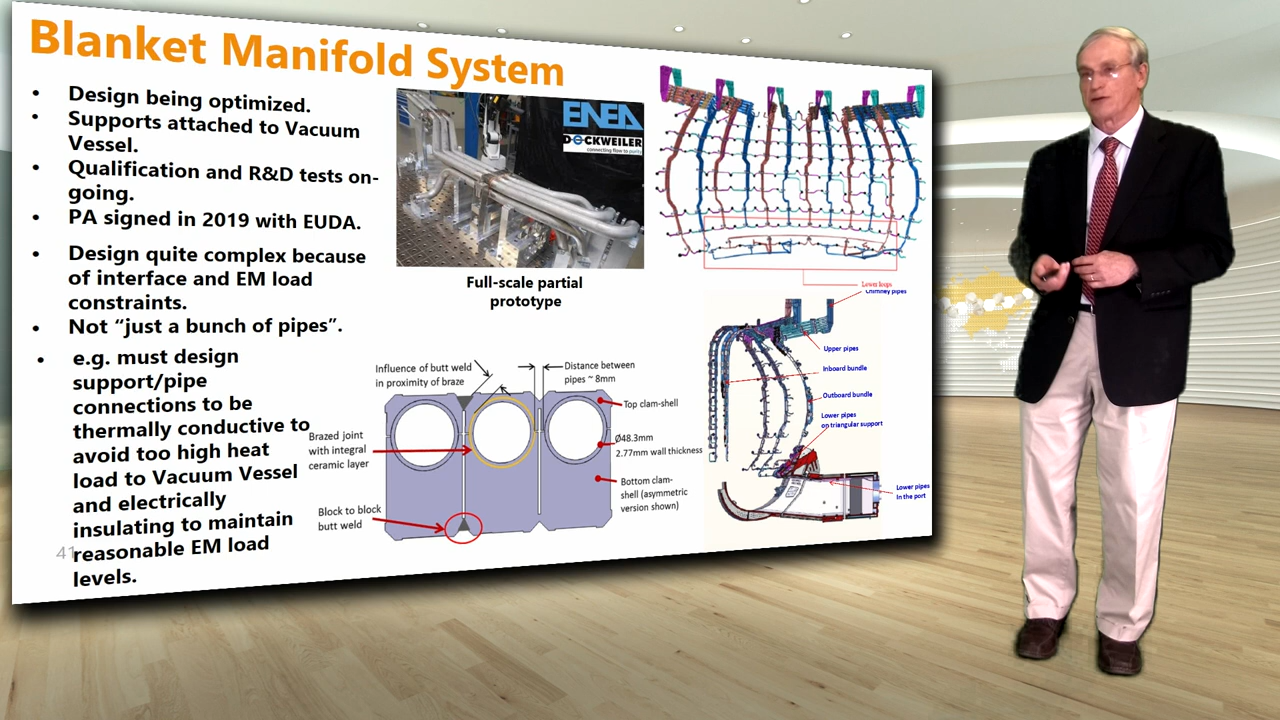 Blanket Manifold System
• Design being optimized.
• Supports attached to Vacuum
Vessel.
• Qualification and R&D tests on-
going.
• PA signed in 2019 with EUDA.
• Design quite complex because
of interface and EM load
constraints.
• Not “just a bunch of pipes”.
• e.g. must design
support/pipe
connections to be
thermally conductive to
avoid too high heat
load to Vacuum Vessel
and electrically
insulating to maintain
reasonable EM load
levels.
41
ENEA
DOCKWEILER
connecting flow to purity
Full-scale partial
prototype
Influence of butt weld
in proximity of braze
Distance between
pipes ~ 8mm
Top clam-shell
Ø48.3mm
2.77mm wall thickness
Brazed joint
with integral
ceramic layer
Bottom clam-
shell (asymmetric
version shown)
Block to block
butt weld
Lower loops
Chimney pipes
Upper pipes
Inboard bundle
Outboard bundle
Lower pipes
on triangular support
Lower pipes
In the port